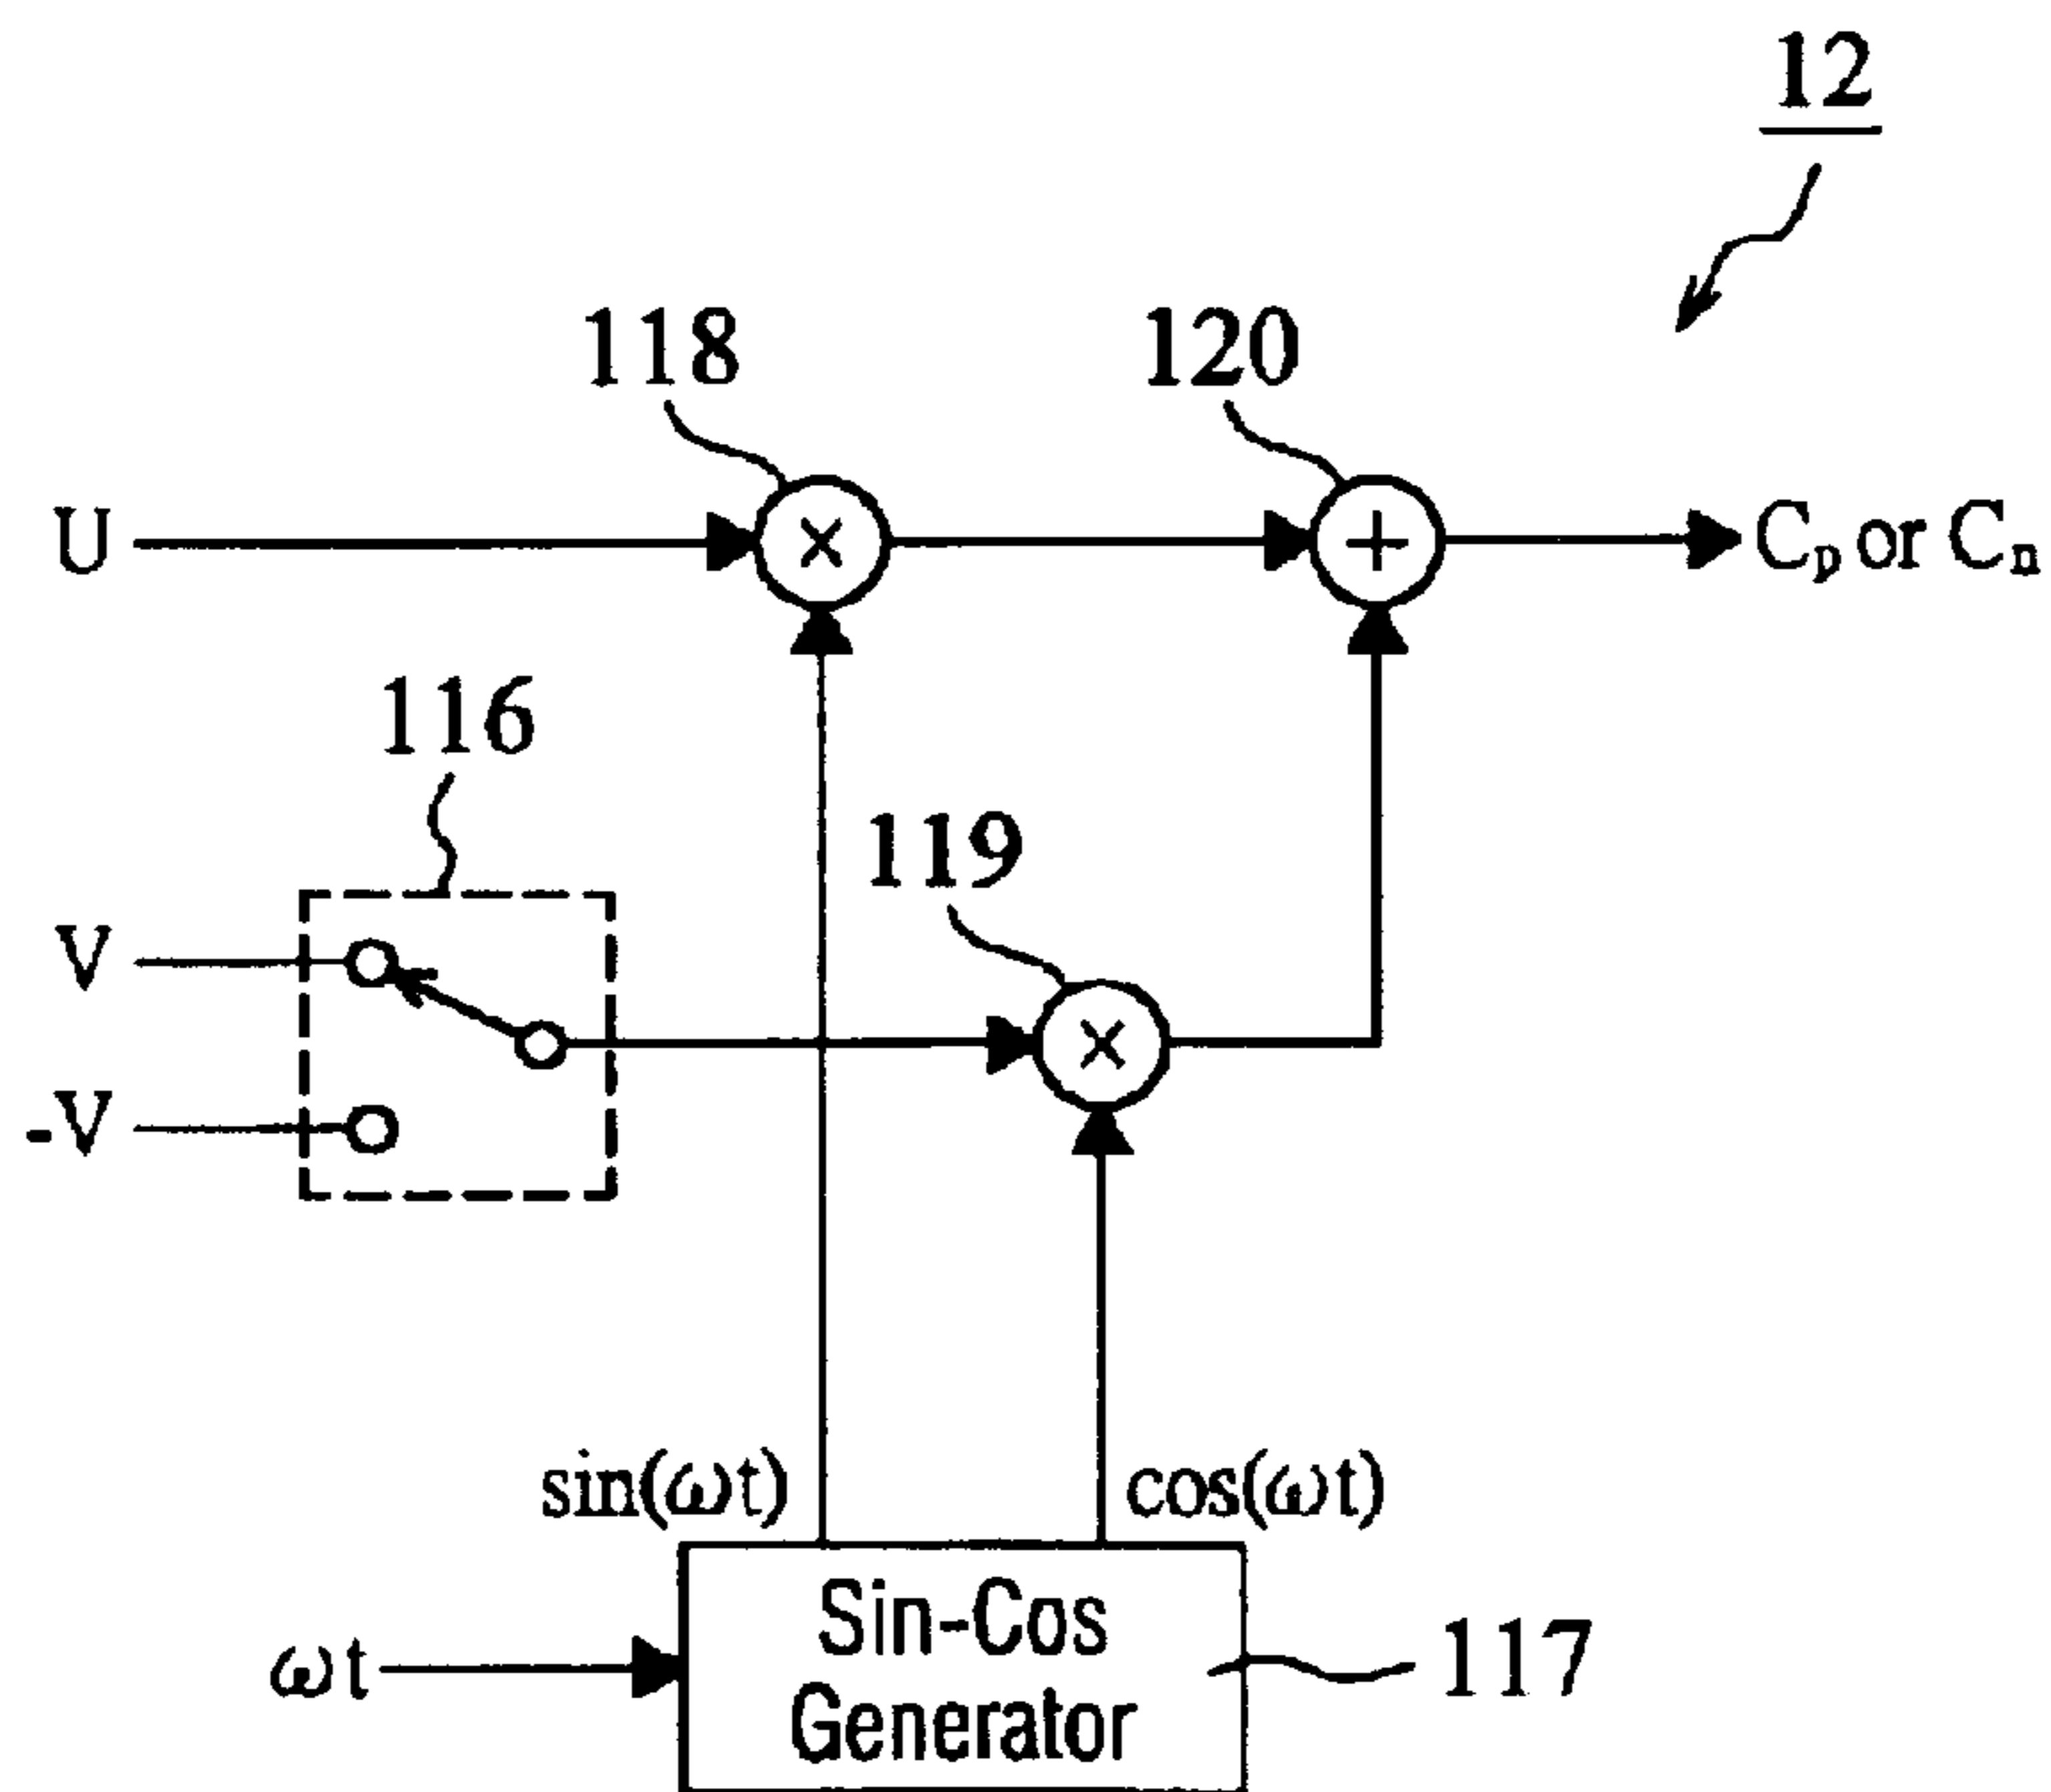 12
118
120
U
×
+
Cp or Cn
116
119
V
×
-V
sin(ωt)
cos(ωt)
Sin-Cos
Generator
ωt
117